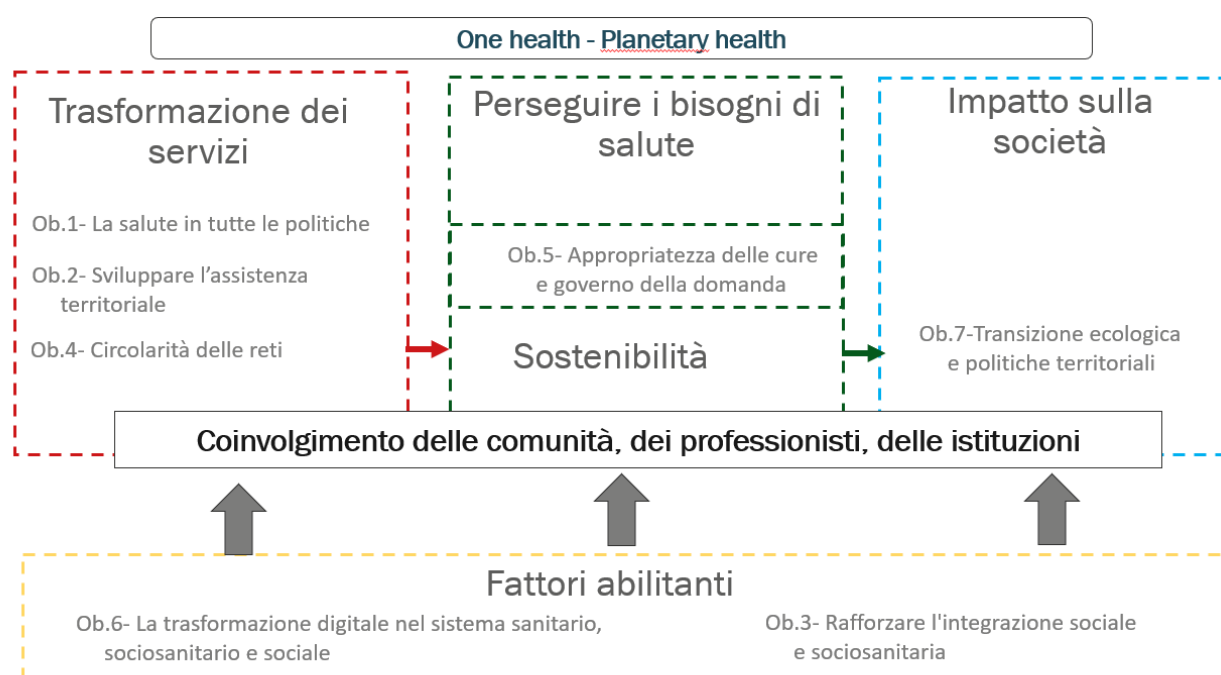 One health - Planetary health
Trasformazione dei
servizi
Ob.1- La salute in tutte le politiche
Ob.2- Sviluppare l’assistenza
territoriale
Ob.4- Circolarità delle reti
Perseguire i bisogni di
salute
Ob.5- Appropriatezza delle cure
e governo della domanda
Sostenibilità
Impatto sulla
società
Ob.7-Transizione ecologica
e politiche territoriali
Coinvolgimento delle comunità, dei professionisti, delle istituzioni
Fattori abilitanti
Ob.6- La trasformazione digitale nel sistema sanitario,
sociosanitario e sociale
Ob.3- Rafforzare l'integrazione sociale
e sociosanitaria